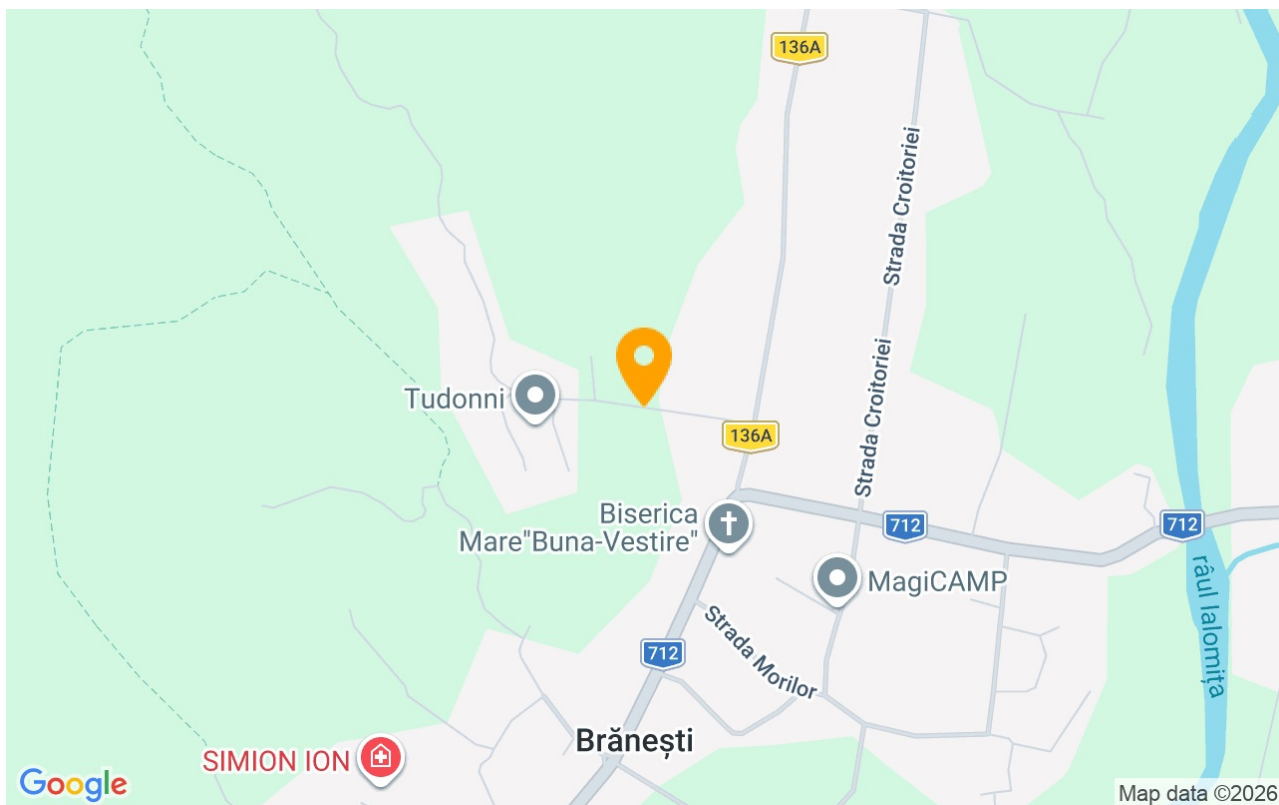 136A
Strada Croitoriei
Strada Croitoriei
Tudonni
136A
Biserica
Mare"Buna-Vestire"
712
712
MagiCAMP
râul Ialomița
Strada Morilor
712
Brănești
SIMION ION
Google
Map data ©2026